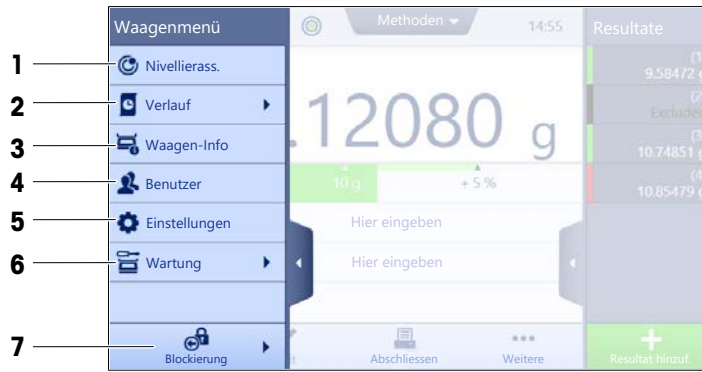 Waagenmenü
Methoden
14:55
Resultate
1
Nivellierass.
2
Verlauf
3
Waagen-Info
4
Benutzer
5
Einstellungen
6
Wartung
7
Blockierung
.12080 g
10 g
+ 5 %
Hier eingeben
Hier eingeben
(1
9.58472 g
(2
Excluded
(3
10.74851 g
(4
10.85479 g
t
Abschliessen
Weitere
Resultat hinzuf.